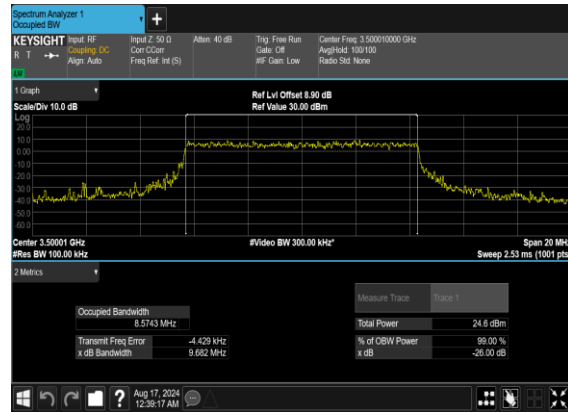 Spectrum Analyzer 1
Occupied BW
+
KEYSIGHT Input: RF Input Z: 50 Ω Atten: 40 dB Trig: Free Run Center Freq: 3.500010000 GHz
R T Coupling: DC Corr CCorr Gate: Off Avg|Hold: 100/100
Align: Auto Freq Ref: Int (S) #IF Gain: Low Radio Std: None
1 Graph
Ref Lvl Offset 8.90 dB
Scale/Div 10.0 dB Ref Value 30.00 dBm
Log
20.0
10.0
0.00
-10.0
-20.0
-30.0
-40.0
-50.0
-60.0
Center 3.50001 GHz #Video BW 300.00 kHz* Span 20 MHz
#Res BW 100.00 kHz Sweep 2.53 ms (1001 pts
2 Metrics
Measure Trace Trace 1
Occupied Bandwidth
8.5743 MHz Total Power 24.6 dBm
Transmit Freq Error -4.429 kHz % of OBW Power 99.00 %
x dB Bandwidth 9.682 MHz x dB -26.00 dB
? Aug 17, 2024
12:39:17 AM